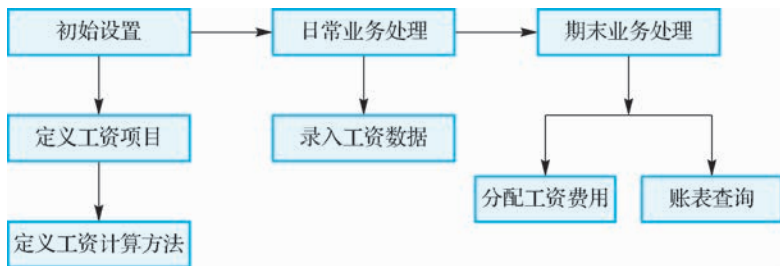 初始设置
日常业务处理
期末业务处理
定义工资项目
录入工资数据
分配工资费用
账表查询
定义工资计算方法